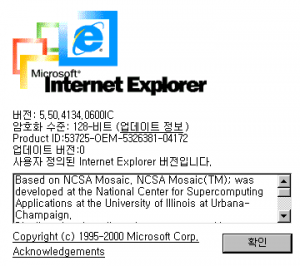 Microsoft®
Internet Explorer
버전: 5,50,4134,0600IC
암호화 수준: 128-비트 (업데이트 정보)
Product ID:53725-OEM-5326381-04172
업데이트 버전:0
사용자 정의된 Internet Explorer 버전입니다,
Based on NCSA Mosaic, NCSA Mosaic(TM); was
developed at the National Center for Supercomputing
Applications at the University of Illinois at Urbana-
Champaign,
Copyright (c) 1995-2000 Microsoft Corp,
확인
Acknowledgements